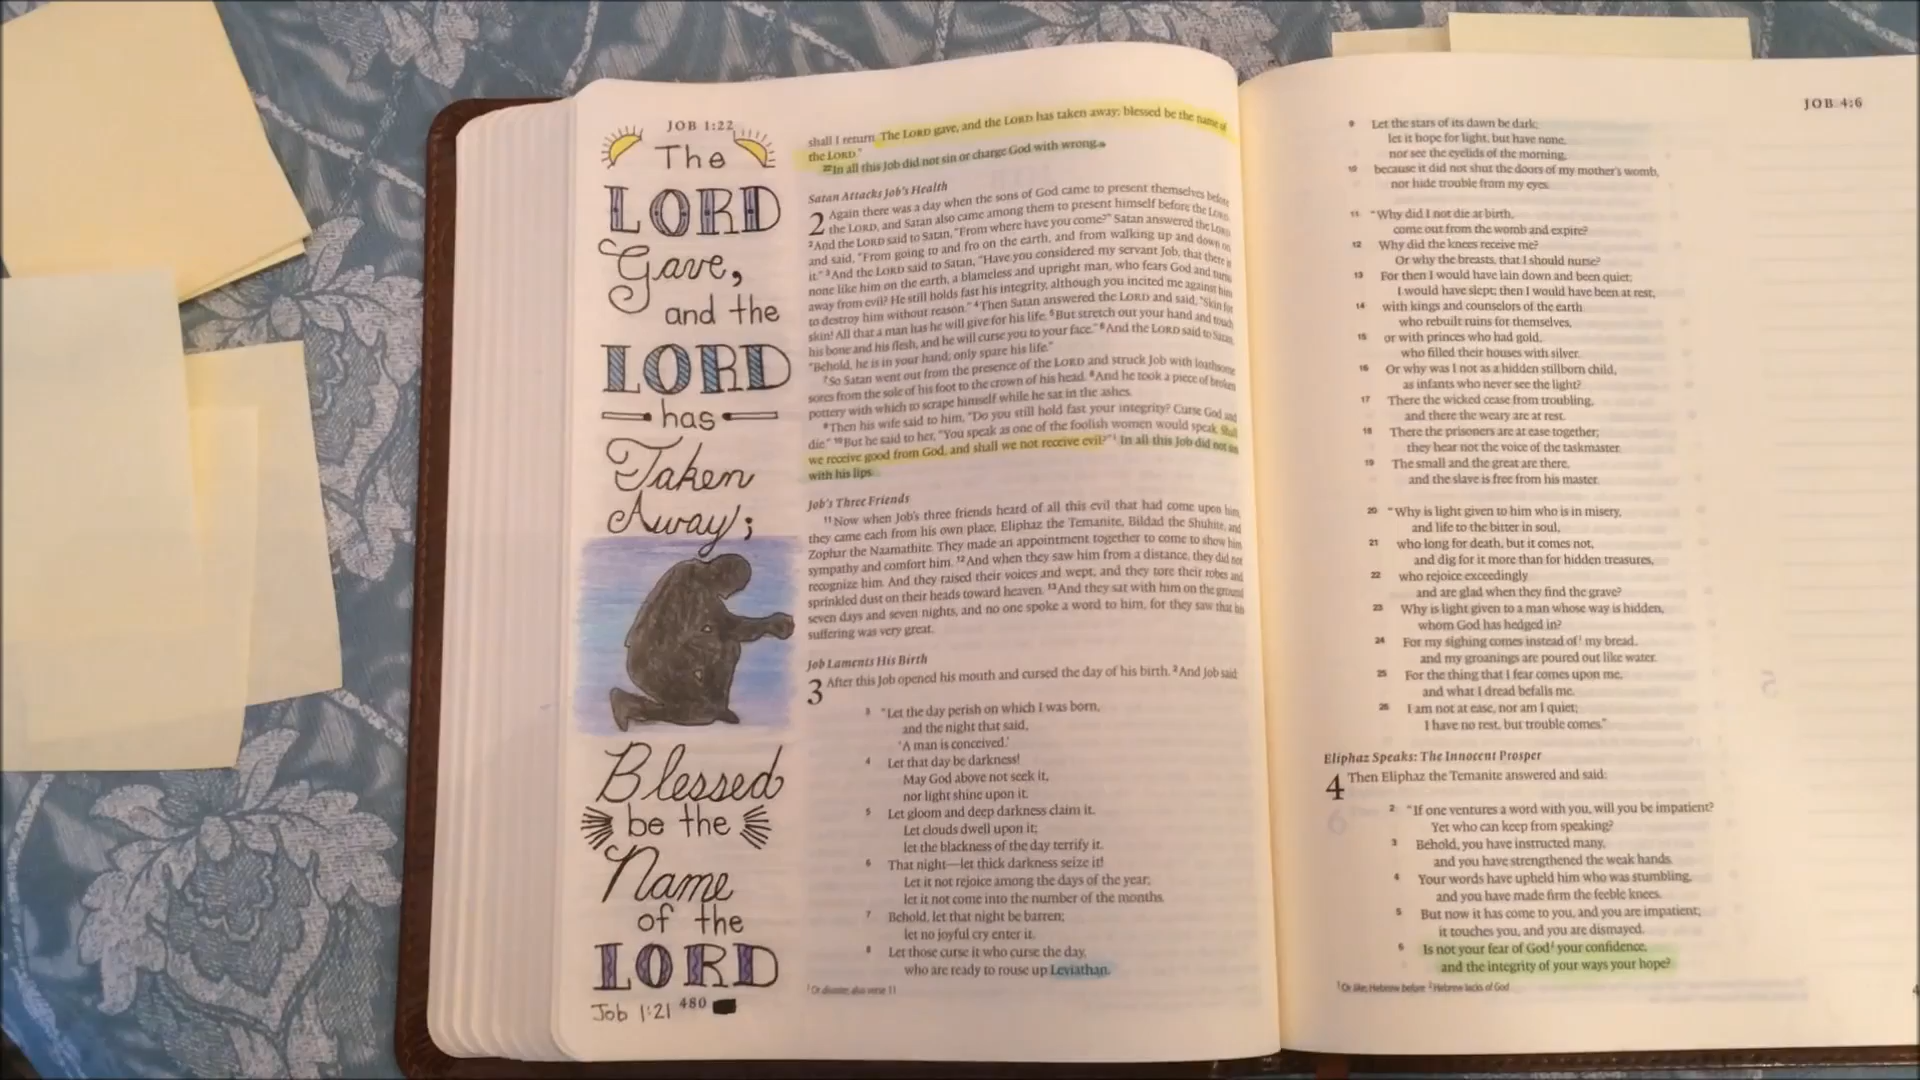 JOB 1:22
The
LORD
Gave,
and the
LORD
has
Taken
Away;
Blessed
be the
Name
of the
LORD
Job 1:21
480
shall I return. The LORD gave, and the LORD has taken away; blessed be the name of
the LORD."
22 In all this Job did not sin or charge God with wrong.
Satan Attacks Job's Health
2 Again there was a day when the sons of God came to present themselves before
the LORD, and Satan also came among them to present himself before the LORD.
2 And the LORD said to Satan, "From where have you come?" Satan answered the LORD
and said, "From going to and fro on the earth, and from walking up and down on
it." 3 And the LORD said to Satan, "Have you considered my servant Job, that there is
none like him on the earth, a blameless and upright man, who fears God and turns
away from evil? He still holds fast his integrity, although you incited me against him
to destroy him without reason." 4 Then Satan answered the LORD and said, "Skin for
skin! All that a man has he will give for his life. 5 But stretch out your hand and touch
his bone and his flesh, and he will curse you to your face." 6 And the LORD said to Satan,
"Behold, he is in your hand; only spare his life."
7 So Satan went out from the presence of the LORD and struck Job with loathsome
sores from the sole of his foot to the crown of his head. 8 And he took a piece of broken
pottery with which to scrape himself while he sat in the ashes.
9 Then his wife said to him, "Do you still hold fast your integrity? Curse God and
die." 10 But he said to her, "You speak as one of the foolish women would speak. Shall
we receive good from God, and shall we not receive evil?"1 In all this Job did not sin
with his lips.
Job's Three Friends
11 Now when Job's three friends heard of all this evil that had come upon him,
they came each from his own place, Eliphaz the Temanite, Bildad the Shuhite, and
Zophar the Naamathite. They made an appointment together to come to show him
sympathy and comfort him. 12 And when they saw him from a distance, they did not
recognize him. And they raised their voices and wept, and they tore their robes and
sprinkled dust on their heads toward heaven. 13 And they sat with him on the ground
seven days and seven nights, and no one spoke a word to him, for they saw that his
suffering was very great.
Job Laments His Birth
3 After this Job opened his mouth and cursed the day of his birth. 2 And Job said:
3 "Let the day perish on which I was born,
and the night that said,
'A man is conceived.'
4 Let that day be darkness!
May God above not seek it,
nor light shine upon it.
5 Let gloom and deep darkness claim it.
Let clouds dwell upon it;
let the blackness of the day terrify it.
6 That night—let thick darkness seize it!
Let it not rejoice among the days of the year;
let it not come into the number of the months.
7 Behold, let that night be barren;
let no joyful cry enter it.
8 Let those curse it who curse the day,
who are ready to rouse up Leviathan.
1 Or disaster; also verse 11
JOB 4:6
9 Let the stars of its dawn be dark;
let it hope for light, but have none,
nor see the eyelids of the morning,
10 because it did not shut the doors of my mother's womb,
nor hide trouble from my eyes.
11 "Why did I not die at birth,
come out from the womb and expire?
12 Why did the knees receive me?
Or why the breasts, that I should nurse?
13 For then I would have lain down and been quiet;
I would have slept; then I would have been at rest,
14 with kings and counselors of the earth
who rebuilt ruins for themselves,
15 or with princes who had gold,
who filled their houses with silver.
16 Or why was I not as a hidden stillborn child,
as infants who never see the light?
17 There the wicked cease from troubling,
and there the weary are at rest.
18 There the prisoners are at ease together;
they hear not the voice of the taskmaster.
19 The small and the great are there,
and the slave is free from his master.
20 "Why is light given to him who is in misery,
and life to the bitter in soul,
21 who long for death, but it comes not,
and dig for it more than for hidden treasures,
22 who rejoice exceedingly
and are glad when they find the grave?
23 Why is light given to a man whose way is hidden,
whom God has hedged in?
24 For my sighing comes instead of1 my bread,
and my groanings are poured out like water.
25 For the thing that I fear comes upon me,
and what I dread befalls me.
26 I am not at ease, nor am I quiet;
I have no rest, but trouble comes."
Eliphaz Speaks: The Innocent Prosper
4 Then Eliphaz the Temanite answered and said:
2 "If one ventures a word with you, will you be impatient?
Yet who can keep from speaking?
3 Behold, you have instructed many,
and you have strengthened the weak hands.
4 Your words have upheld him who was stumbling,
and you have made firm the feeble knees.
5 But now it has come to you, and you are impatient;
it touches you, and you are dismayed.
6 Is not your fear of God2 your confidence,
and the integrity of your ways your hope?
1 Or like; Hebrew before 2 Hebrew lacks of God